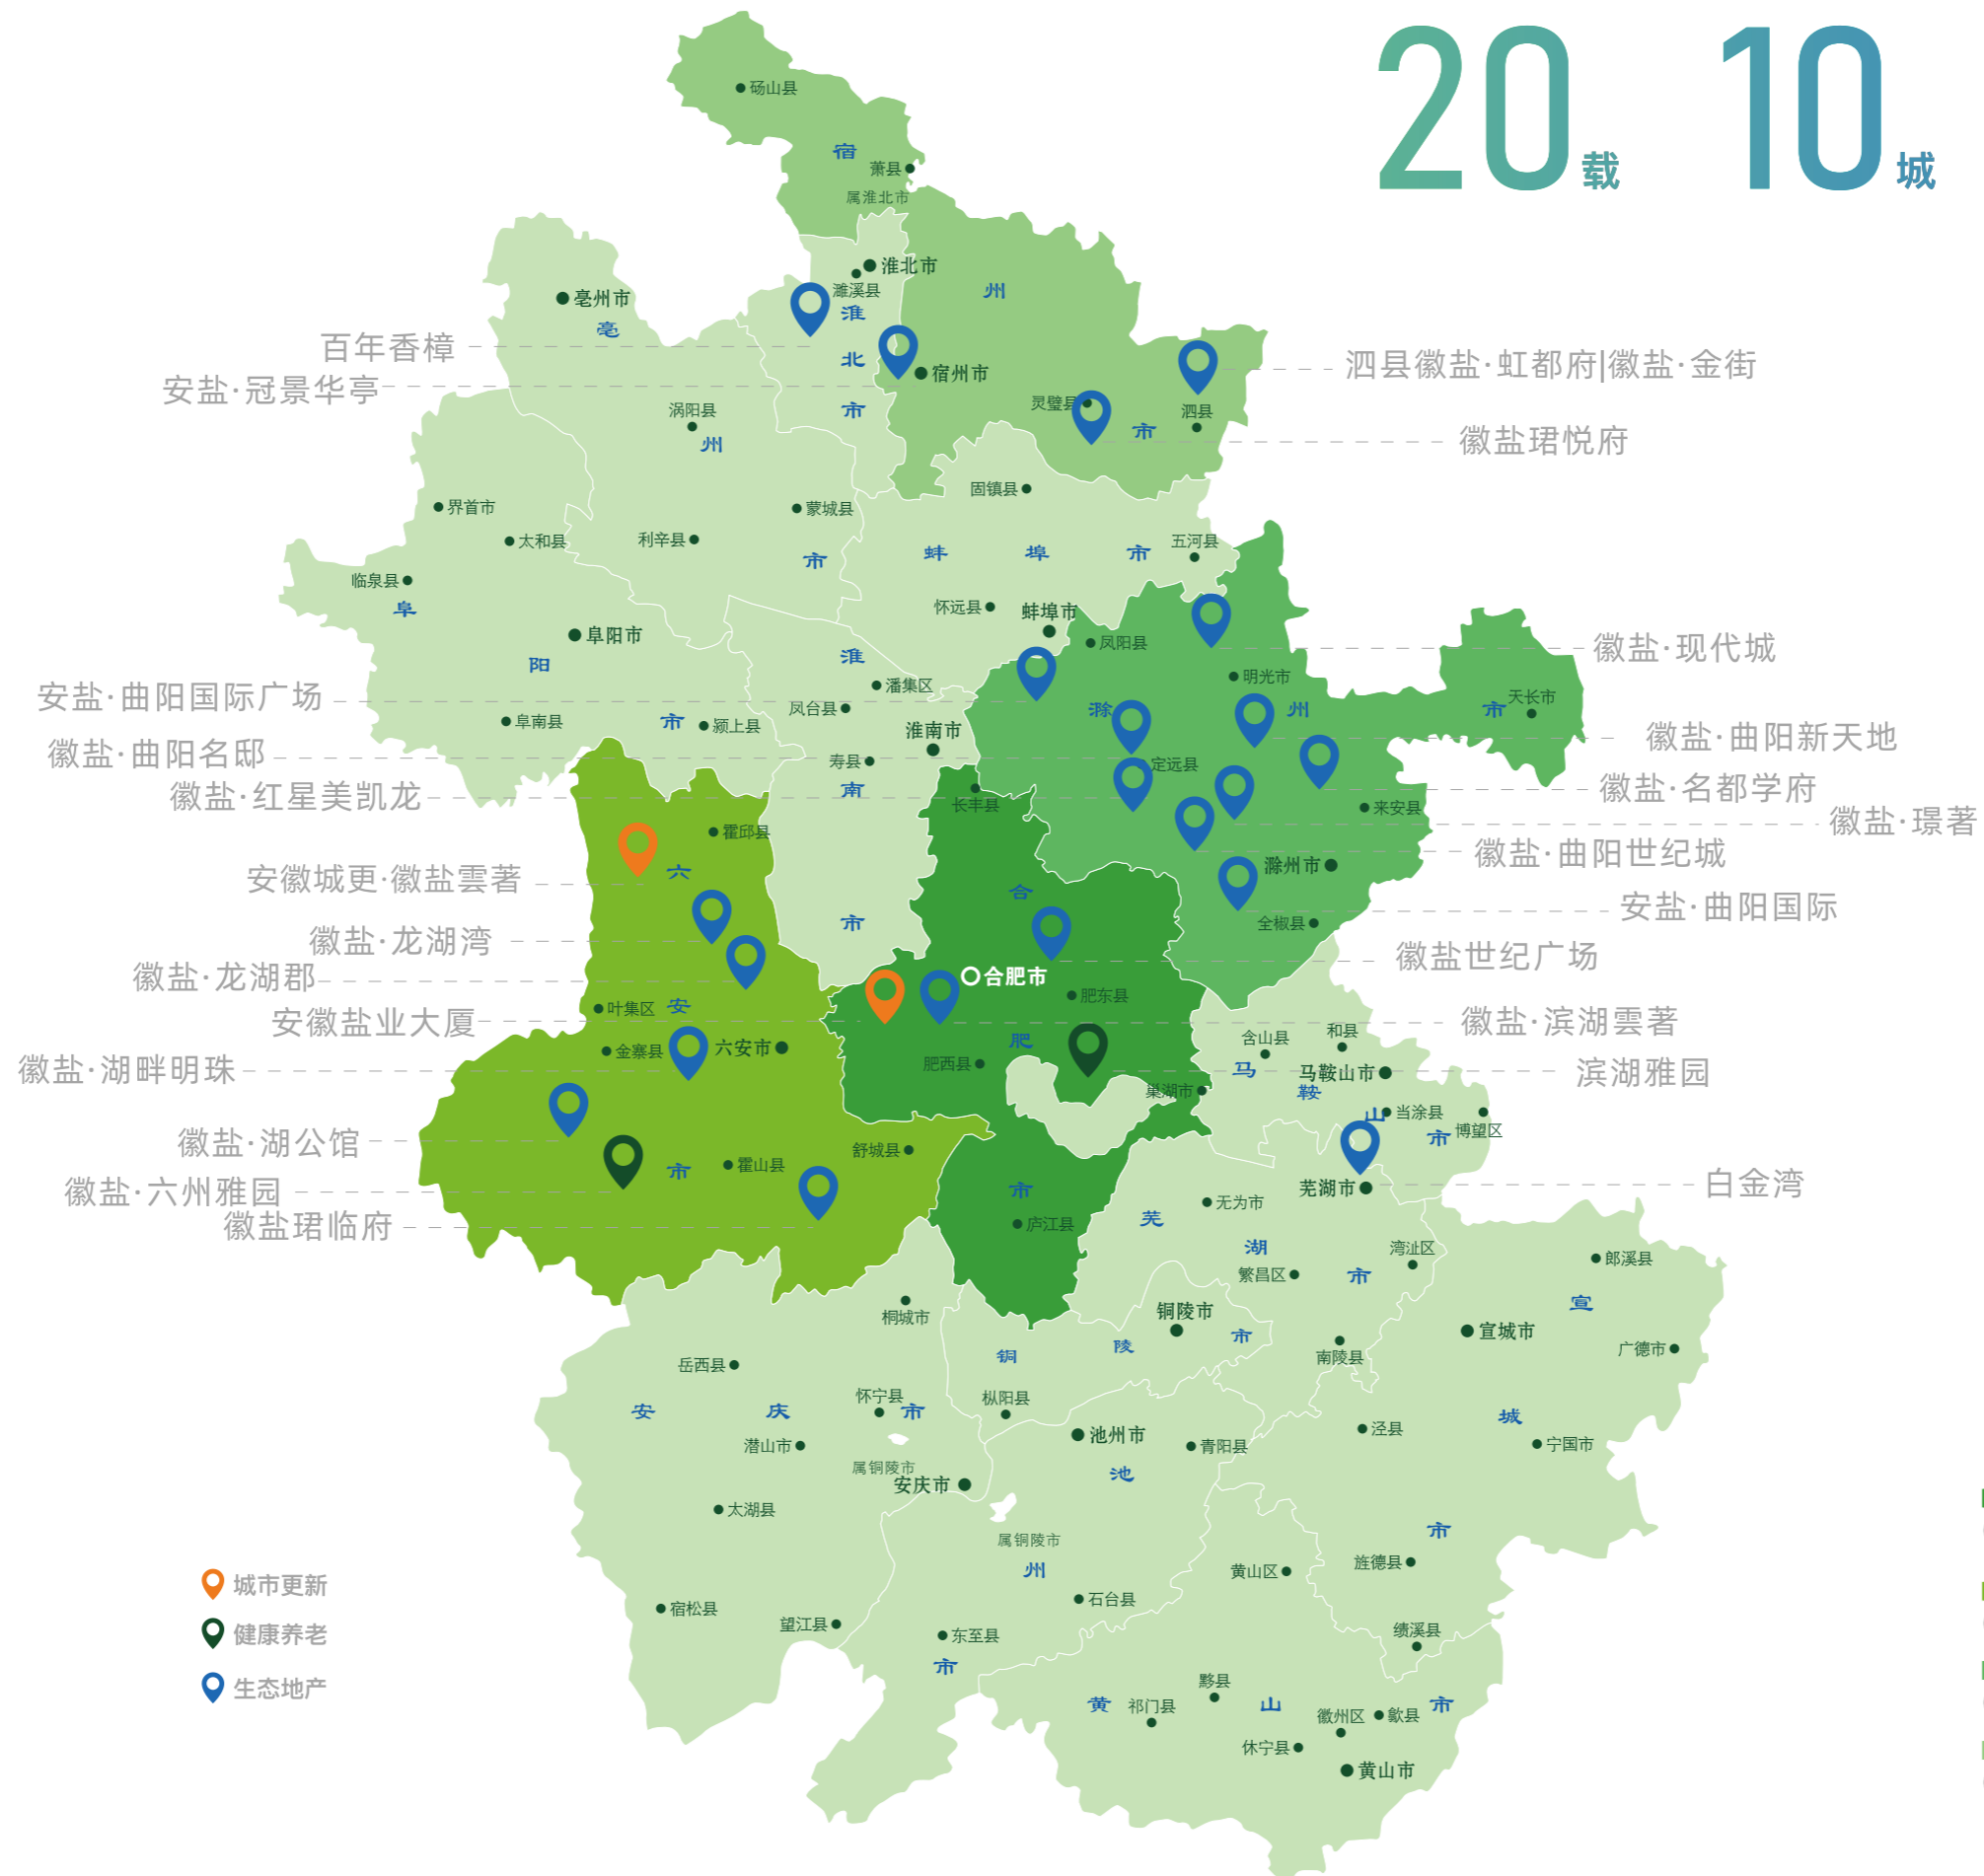 20载 10城
砀山县
宿
萧县
属淮北市
淮北市
濉溪县
淮
州
亳州市
亳
百年香樟
北
宿州市
泗县徽盐·虹都府|徽盐·金街
安盐·冠景华亭
涡阳县
市
灵璧县
泗县
州
市
徽盐珺悦府
固镇县
界首市
蒙城县
太和县
利辛县
市
蚌
埠
市
五河县
临泉县
阜
怀远县
蚌埠市
阜阳市
凤阳县
徽盐·现代城
阳
淮
明光市
潘集区
安盐·曲阳国际广场
凤台县
滁
州
市
天长市
阜南县
市
颍上县
淮南市
徽盐·曲阳新天地
徽盐·曲阳名邸
寿县
定远县
徽盐·红星美凯龙
南
长丰县
徽盐·名都学府
来安县
徽盐·璟著
霍邱县
徽盐·曲阳世纪城
六
滁州市
安徽城更·徽盐雲著
合
安盐·曲阳国际
市
全椒县
徽盐·龙湖湾
徽盐世纪广场
徽盐·龙湖郡
合肥市
叶集区
安
肥东县
安徽盐业大厦
徽盐·滨湖雲著
金寨县
六安市
肥
含山县
和县
徽盐·湖畔明珠
肥西县
马
马鞍山市
滨湖雅园
巢湖市
鞍
山
当涂县
博望区
市
徽盐·湖公馆
舒城县
霍山县
市
徽盐·六州雅园
市
芜湖市
白金湾
徽盐珺临府
庐江县
无为市
芜
湖
湾沚区
市
繁昌区
郎溪县
桐城市
铜陵市
宣
铜
陵
市
宣城市
岳西县
南陵县
广德市
怀宁县
枞阳县
安
庆
市
城
池州市
泾县
潜山市
青阳县
宁国市
属铜陵市
池
安庆市
太湖县
属铜陵市
市
州
黄山区
旌德县
城市更新
石台县
宿松县
望江县
健康养老
东至县
绩溪县
市
生态地产
黟县
黄
祁门县
山
市
徽州区
歙县
休宁县
黄山市